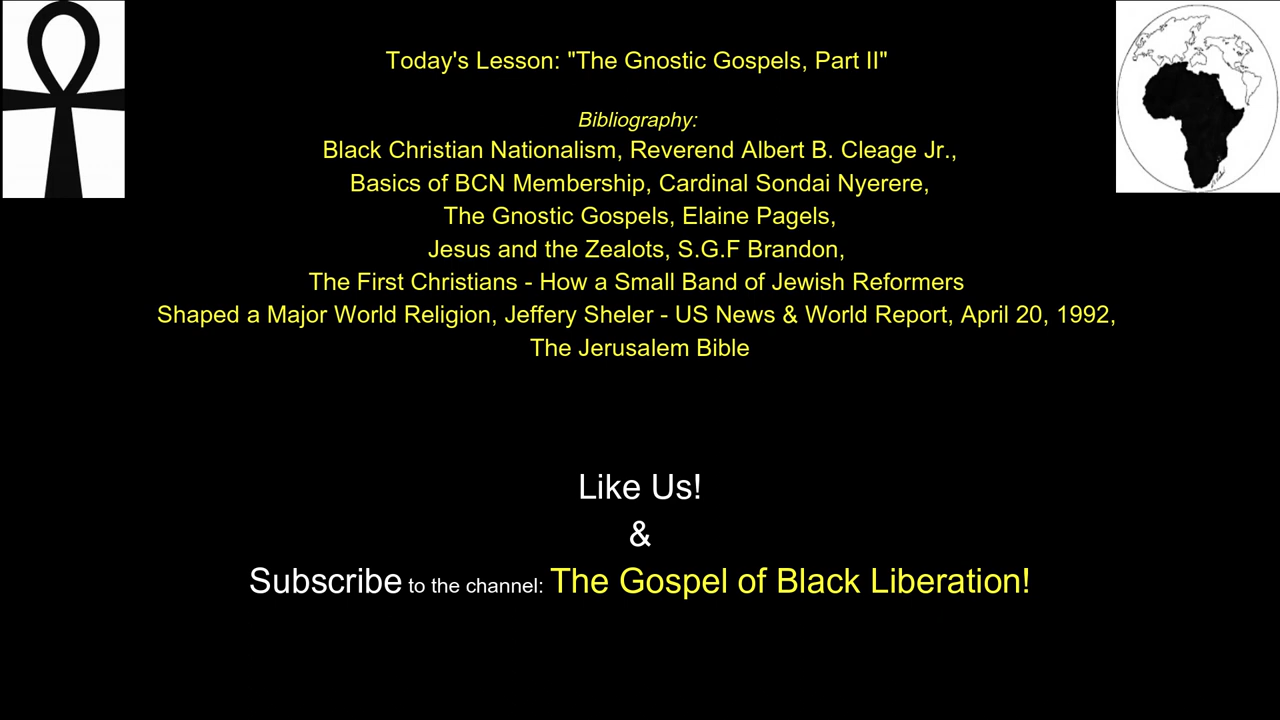 Today's Lesson: "The Gnostic Gospels, Part II"
Bibliography:
Black Christian Nationalism, Reverend Albert B. Cleage Jr.,
Basics of BCN Membership, Cardinal Sondai Nyerere,
The Gnostic Gospels, Elaine Pagels,
Jesus and the Zealots, S.G.F Brandon,
The First Christians - How a Small Band of Jewish Reformers
Shaped a Major World Religion, Jeffery Sheler - US News & World Report, April 20, 1992,
The Jerusalem Bible
Like Us!
&
Subscribe to the channel: The Gospel of Black Liberation!